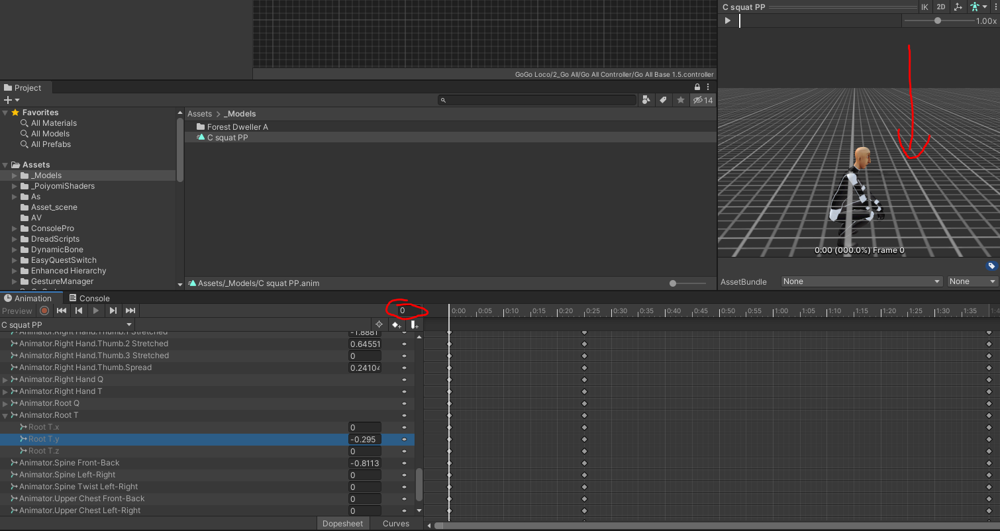 C squat PP
IK
2D
1.00x
GoGo Loco/2_Go All/Go All Controller/Go All Base 1.5.controller
Project
14
Favorites
All Materials
All Models
All Prefabs
Assets
_Models
_PoiyomiShaders
As
Asset_scene
AV
ConsolePro
DreadScripts
DynamicBone
EasyQuestSwitch
Enhanced Hierarchy
GestureManager
Assets > _Models
Forest Dweller A
C squat PP
Assets/_Models/C squat PP.anim
0:00 (000.0%) Frame 0
AssetBundle
None
None
Animation
Console
Preview
0
0:00 0:05 0:10 0:15 0:20 0:25 0:30 0:35 0:40 0:45 0:50 0:55 1:00 1:05 1:10 1:15 1:20 1:25 1:30 1:35 1:4
C squat PP
Animator.Right Hand.Thumb.1 Stretched -1.8881
Animator.Right Hand.Thumb.2 Stretched 0.64551
Animator.Right Hand.Thumb.3 Stretched 0
Animator.Right Hand.Thumb.Spread 0.24104
Animator.Right Hand Q
Animator.Right Hand T
Animator.Root Q
Animator.Root T
Root T.x 0
Root T.y -0.295
Root T.z 0
Animator.Spine Front-Back -0.8113
Animator.Spine Left-Right 0
Animator.Spine Twist Left-Right 0
Animator.Upper Chest Front-Back 0
Animator.Upper Chest Left-Right 0
Dopesheet
Curves